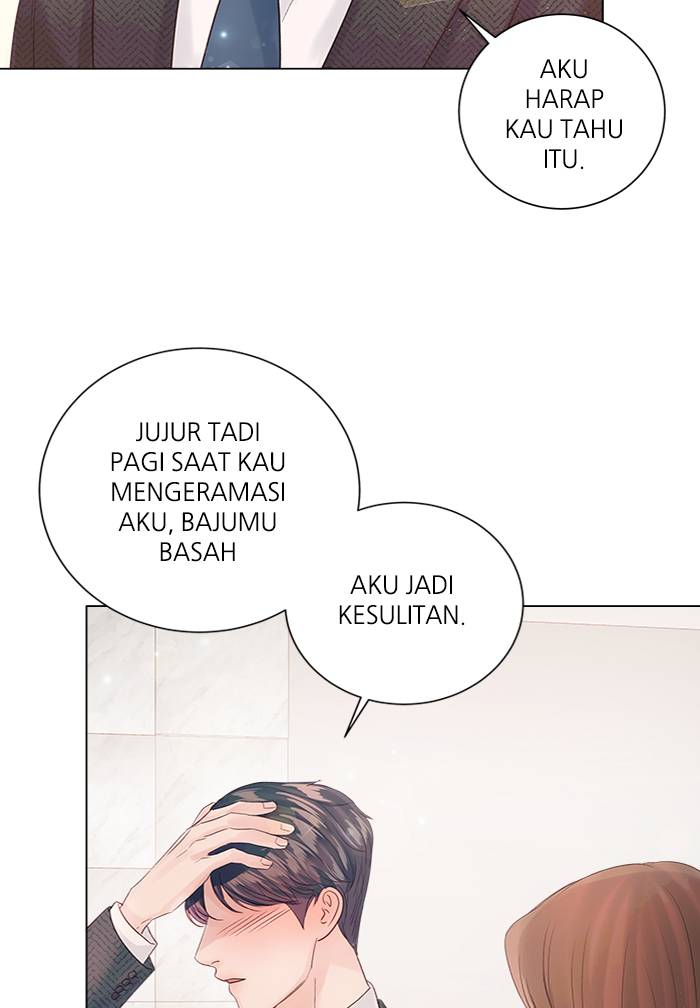 AKU
HARAP
KAU TAHU
ITU.
JUJUR TADI
PAGI SAAT KAU
MENGERAMASI
AKU, BAJUMU
BASAH
AKU JADI
KESULITAN.